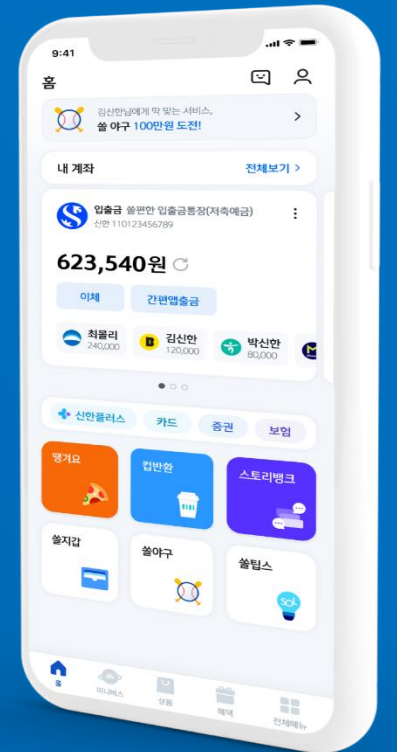 9:41
홈
김신한님에게 딱 맞는 서비스,
쏠 야구 100만원 도전!
내 계좌 전체보기 >
입출금 쏠편한 입출금통장(저축예금)
신한 110123456789
623,540원
이체 간편앱출금
최몰리 김신한 박신한
240,000 120,000 80,000
신한플러스 카드 증권 보험
땡겨요 컵반환 스토리뱅크
쏠지갑 쏠야구 쏠팁스
SOL
홈 유니버스 상품 혜택 전체메뉴